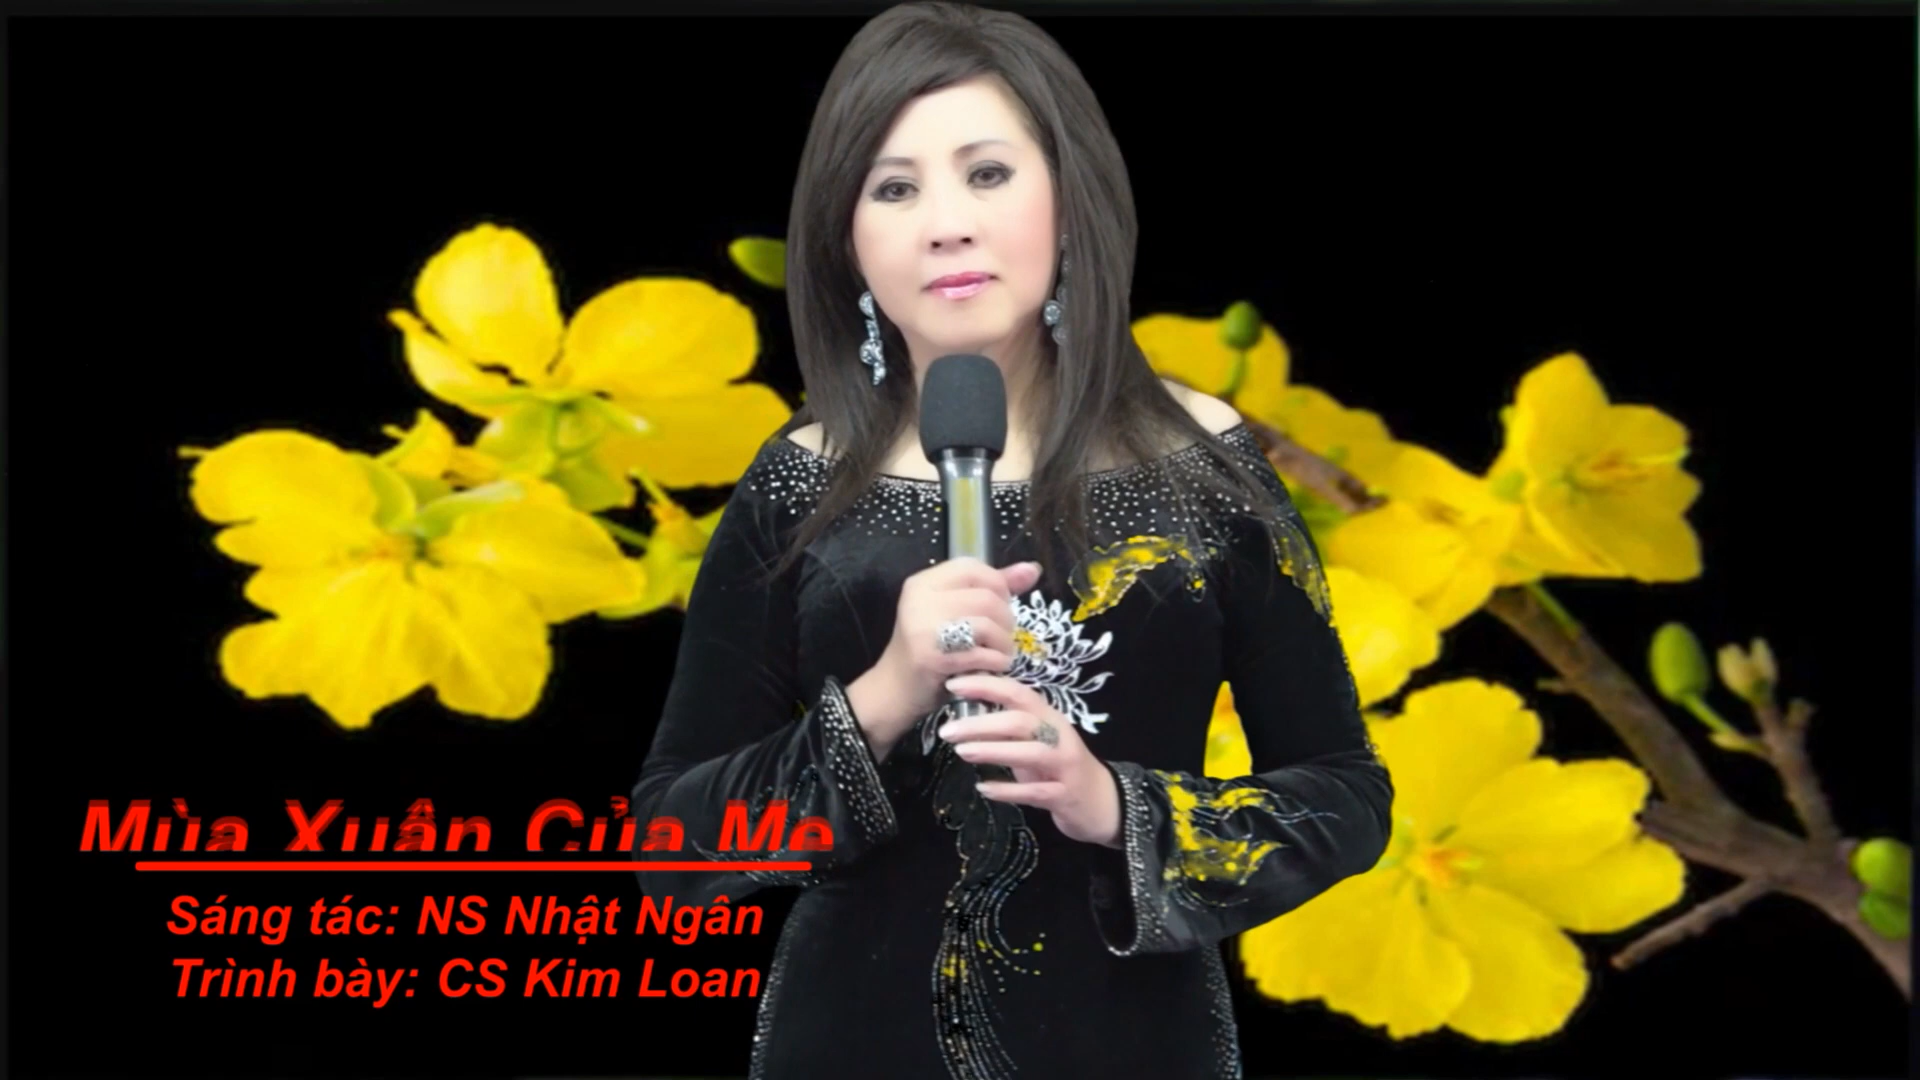 Mùa Xuân Của Mẹ
Sáng tác: NS Nhật Ngân
Trình bày: CS Kim Loan